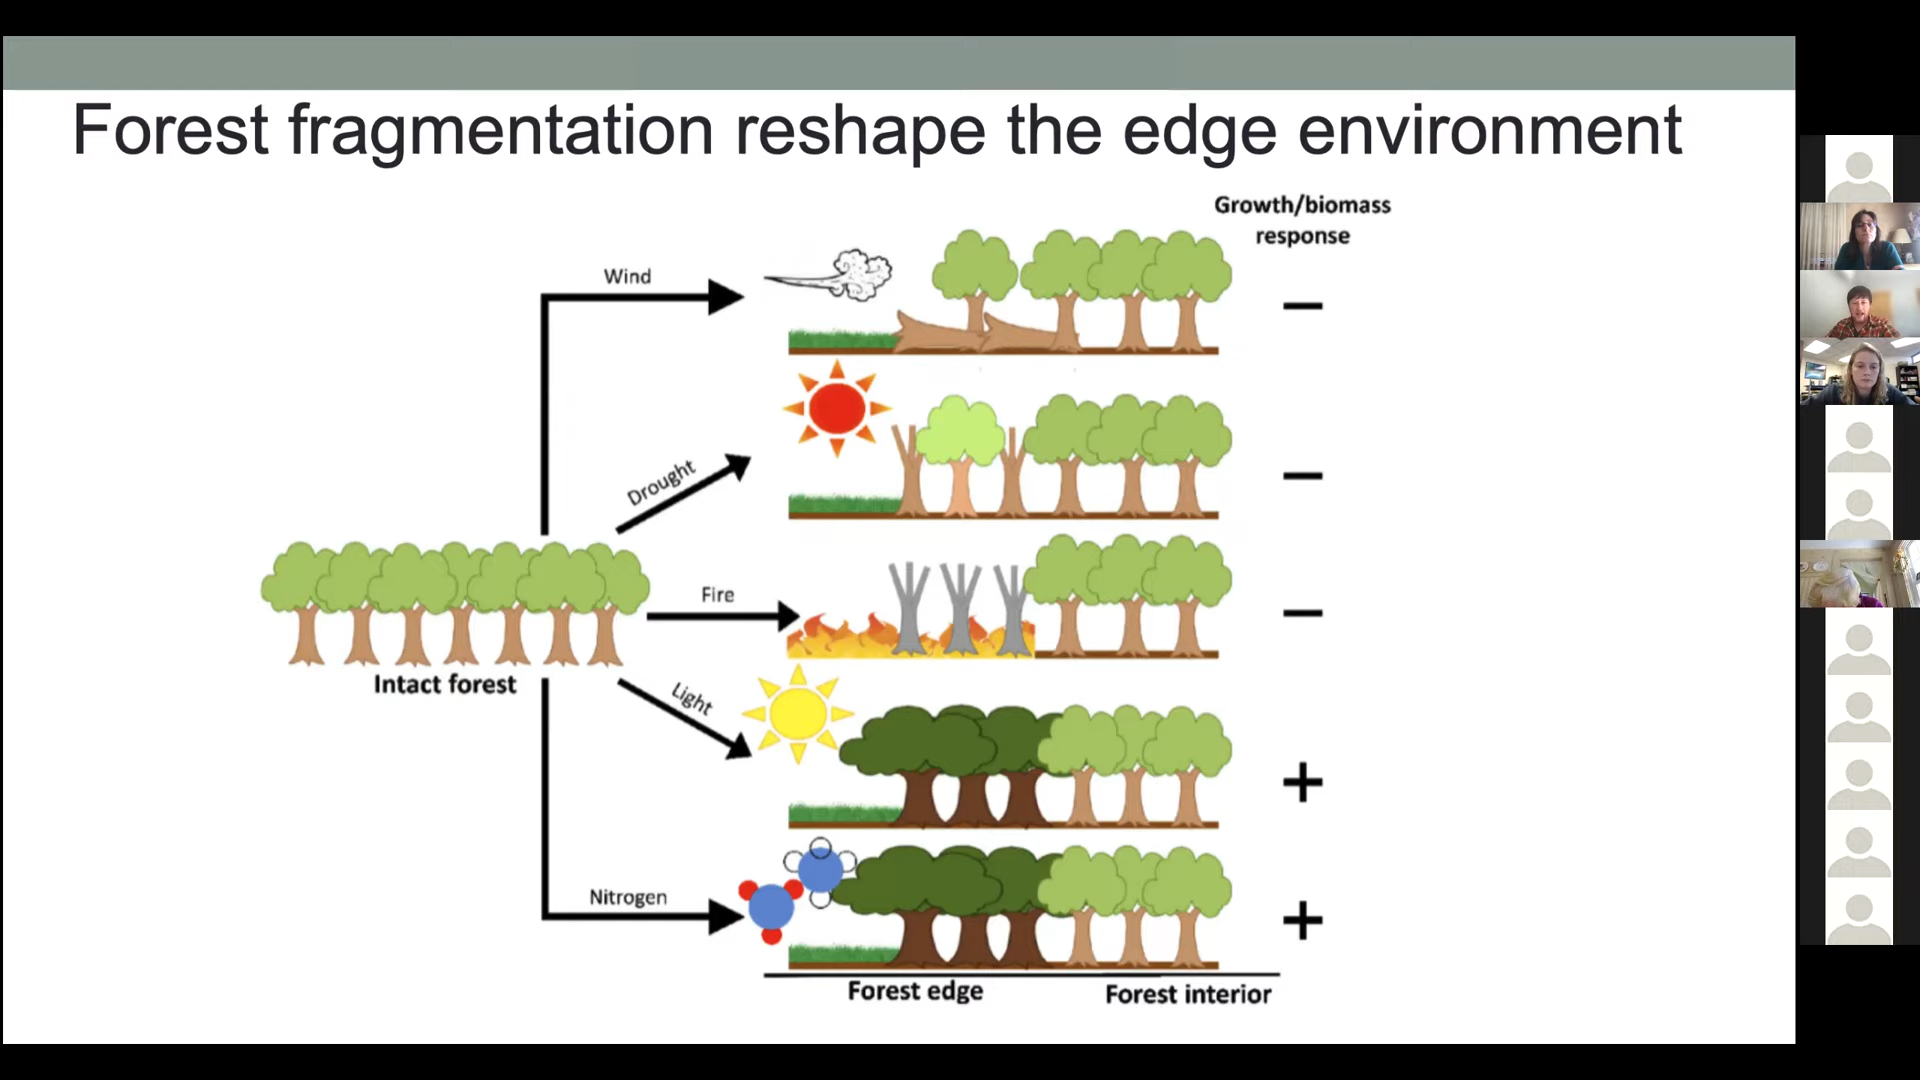 Forest fragmentation reshape the edge environment
Growth/biomass
response
Wind
Drought
Fire
Light
Nitrogen
Intact forest
Forest edge
Forest interior
−
−
−
+
+